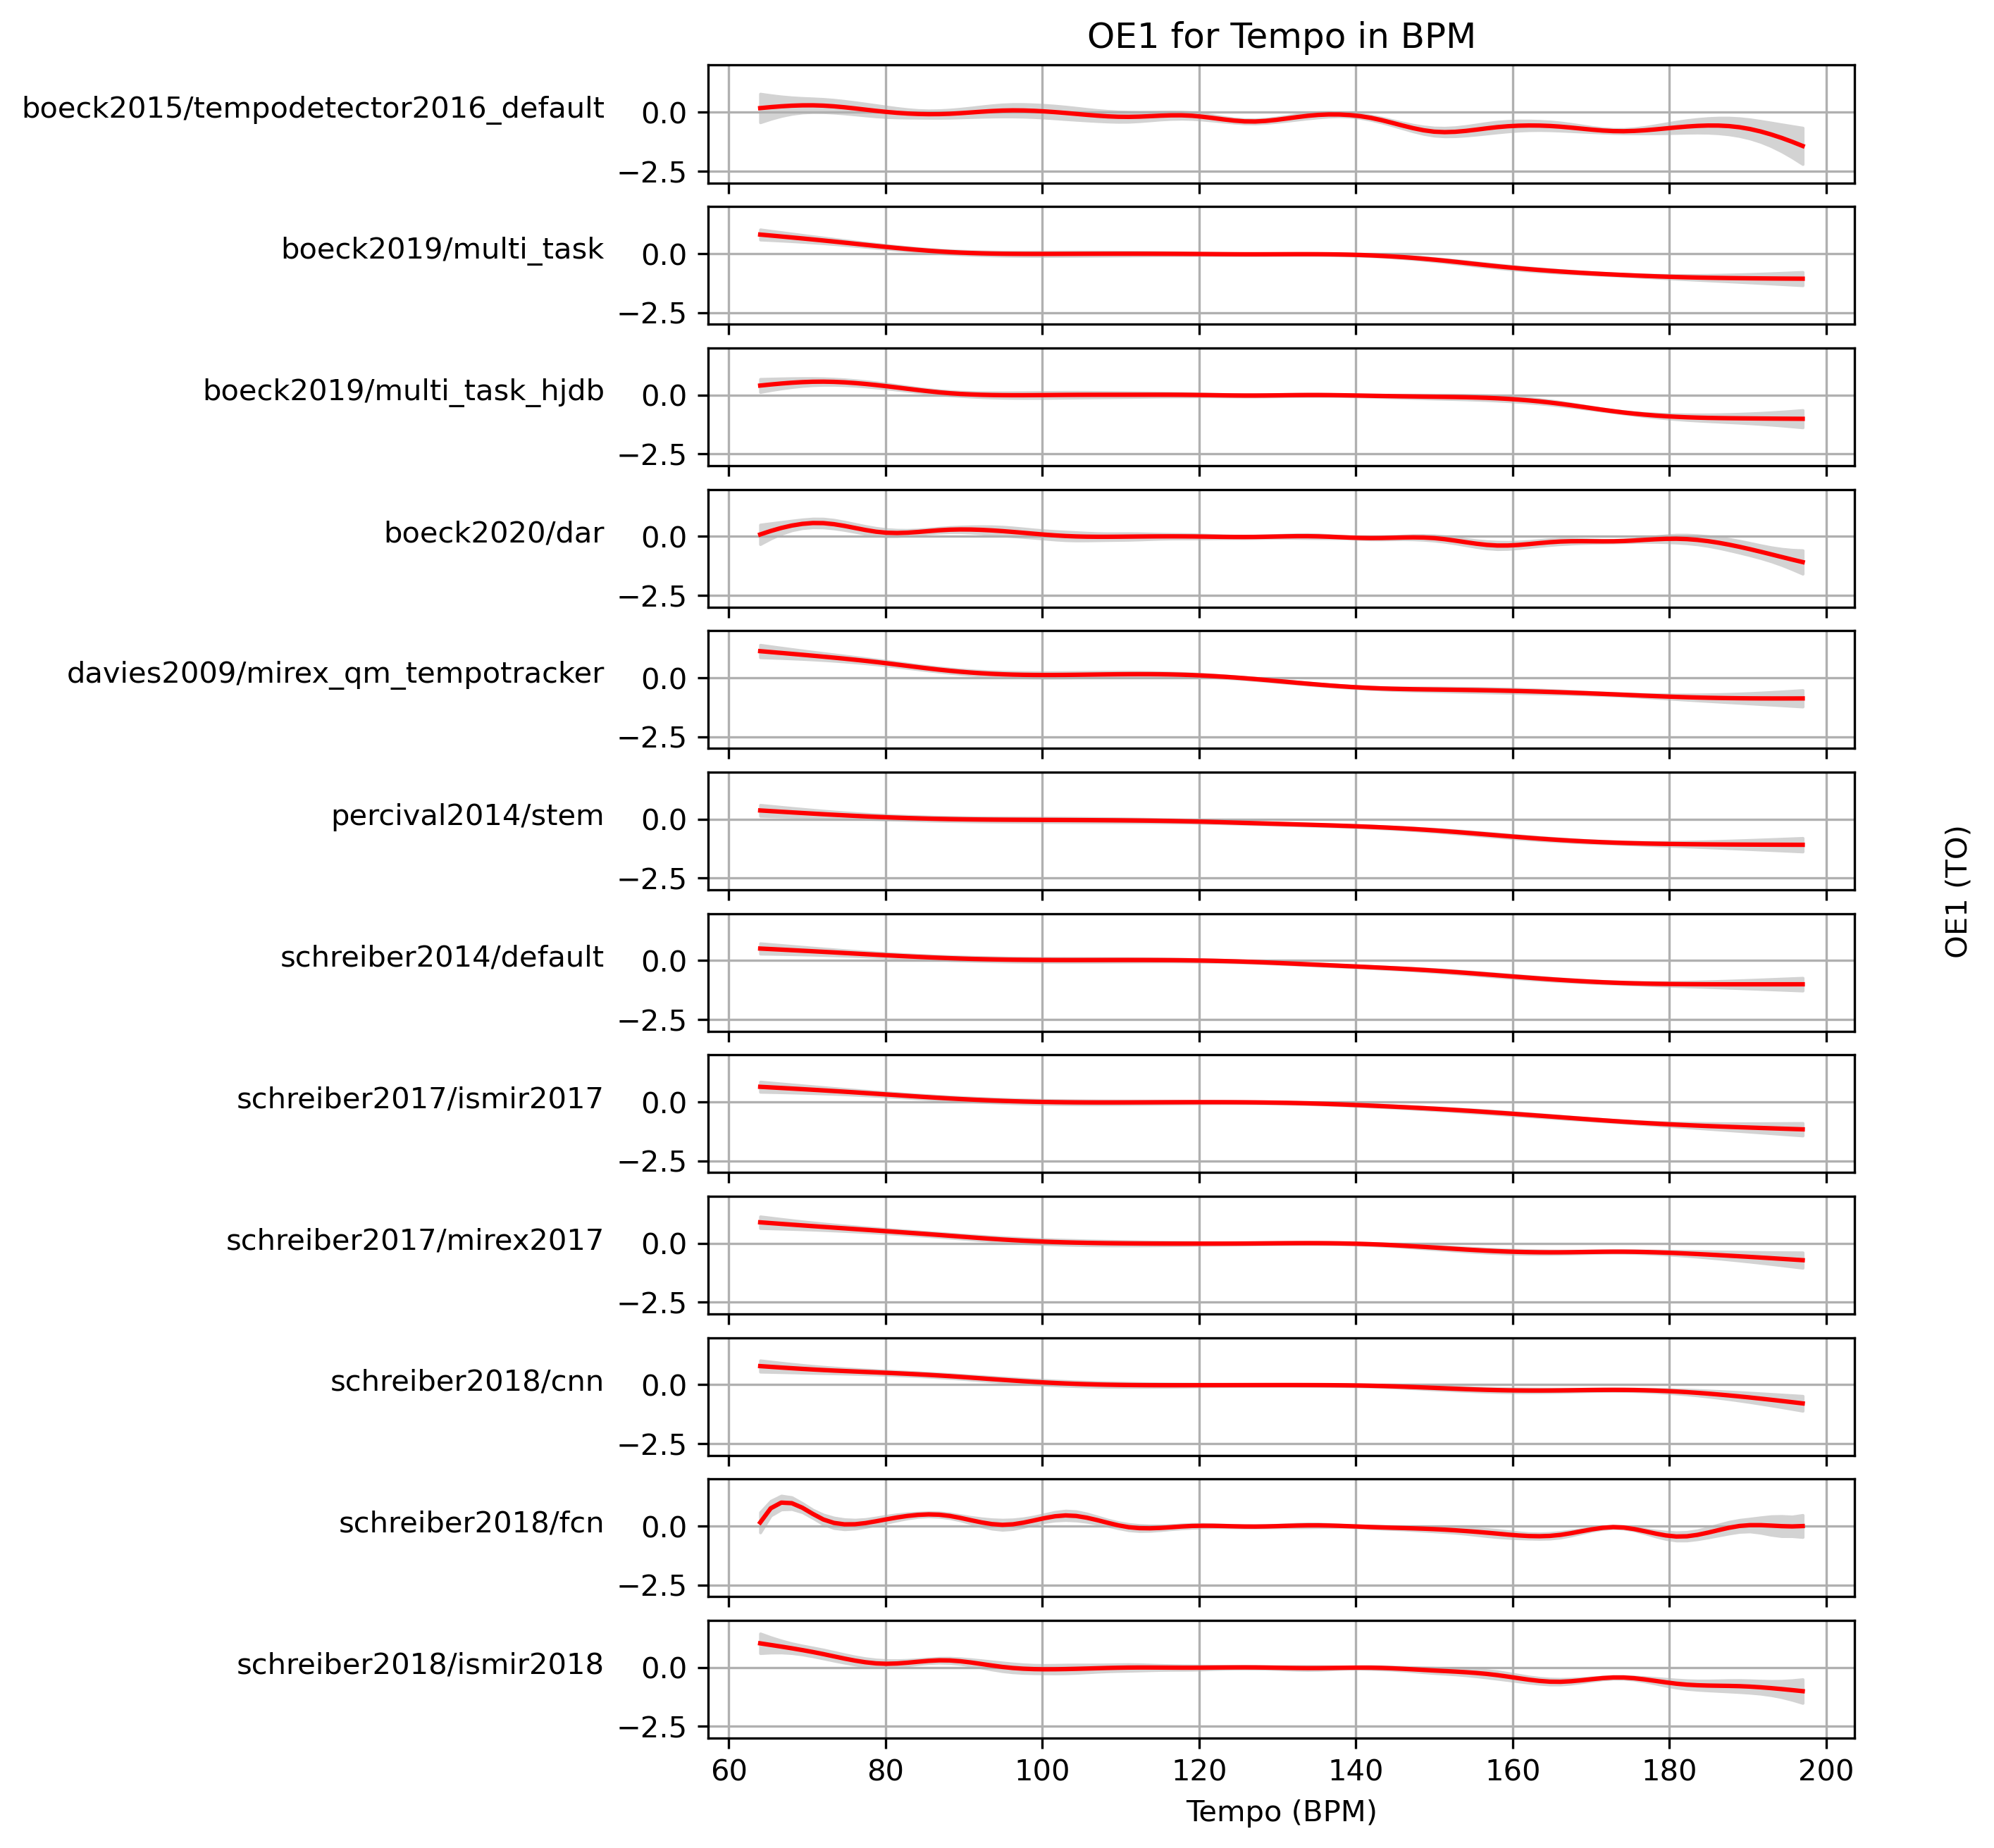 OE1 for Tempo in BPM
boeck2015/tempodetector2016_default
0.0
−2.5
boeck2019/multi_task
0.0
−2.5
boeck2019/multi_task_hjdb
0.0
−2.5
boeck2020/dar
0.0
−2.5
davies2009/mirex_qm_tempotracker
0.0
−2.5
percival2014/stem
0.0
−2.5
schreiber2014/default
0.0
−2.5
schreiber2017/ismir2017
0.0
−2.5
schreiber2017/mirex2017
0.0
−2.5
schreiber2018/cnn
0.0
−2.5
schreiber2018/fcn
0.0
−2.5
schreiber2018/ismir2018
0.0
−2.5
60 80 100 120 140 160 180 200
Tempo (BPM)
OE1 (TO)